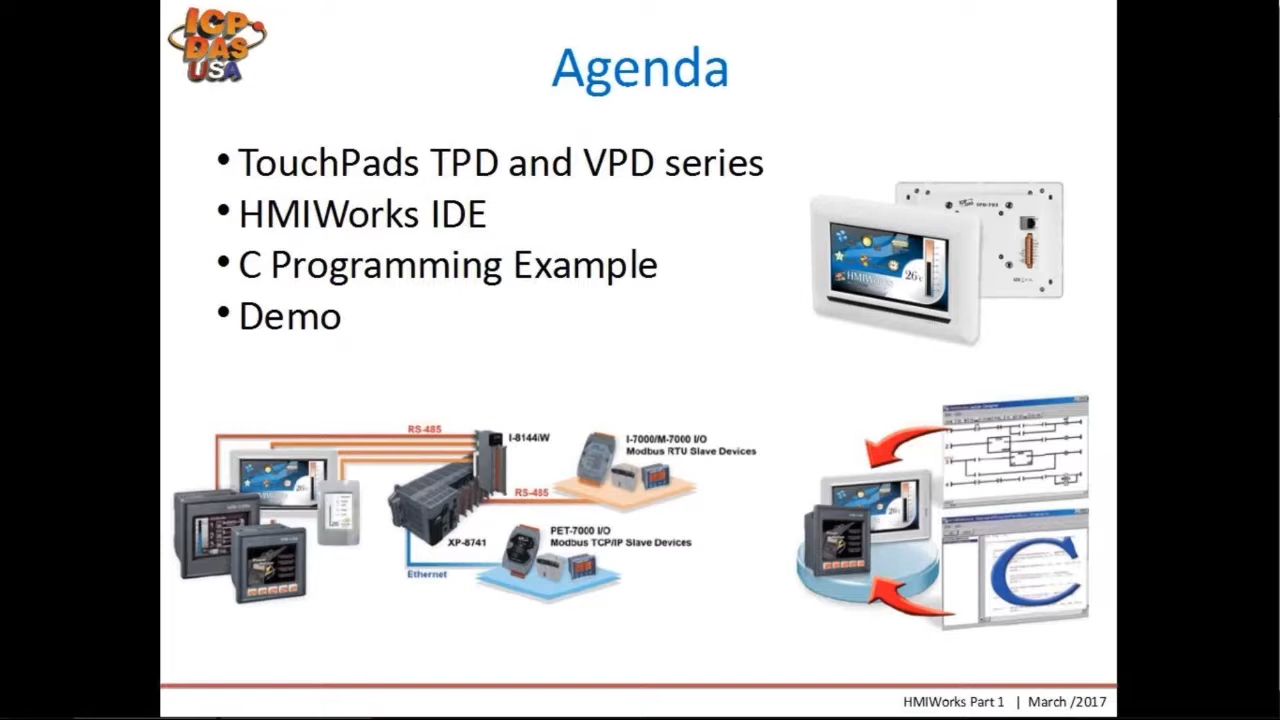 ICP
DAS
USA
Agenda
• TouchPads TPD and VPD series
• HMIWorks IDE
• C Programming Example
• Demo
HMIWorks
26
RS-485
I-8144iW
I-7000/M-7000 I/O
Modbus RTU Slave Devices
RS-485
XP-8741
PET-7000 I/O
Modbus TCP/IP Slave Devices
Ethernet
C
HMIWorks Part 1 | March /2017